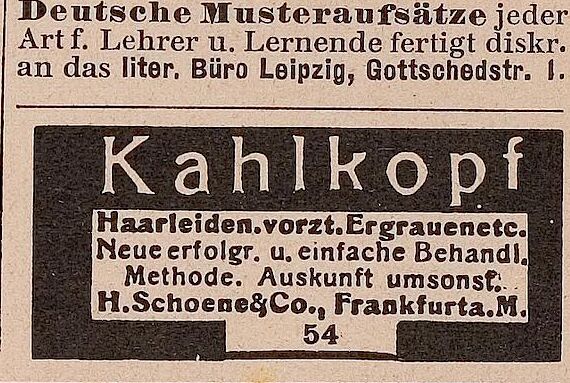 Deutsche Musteraufsätze jeder
Art f. Lehrer u. Lernende fertigt diskr.
an das liter. Büro Leipzig, Gottschedstr. 1.
Kahlkopf
Haarleiden. vorzt. Ergrauen etc.
Neue erfolgr. u. einfache Behandl.
Methode. Auskunft umsonst.
H. Schoene & Co., Frankfurt a. M.
54